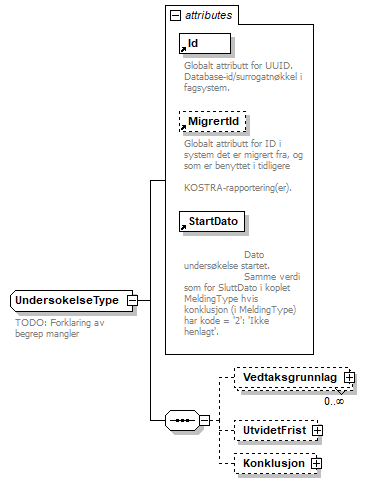 attributes
Id
Globalt attributt for UUID.
Database-id/surrogatnøkkel i
fagsystem.
MigrertId
Globalt attributt for ID i
system det er migrert fra, og
som er benyttet i tidligere
KOSTRA-rapportering(er).
StartDato
Dato
undersøkelse startet.
Samme verdi
som for SluttDato i koplet
MeldingType hvis
konklusjon (i MeldingType)
har kode = '2': 'Ikke
henlagt'.
UndersokelseType
TODO: Forklaring av
begrep mangler
Vedtaksgrunnlag
0..∞
UtvidetFrist
Konklusjon